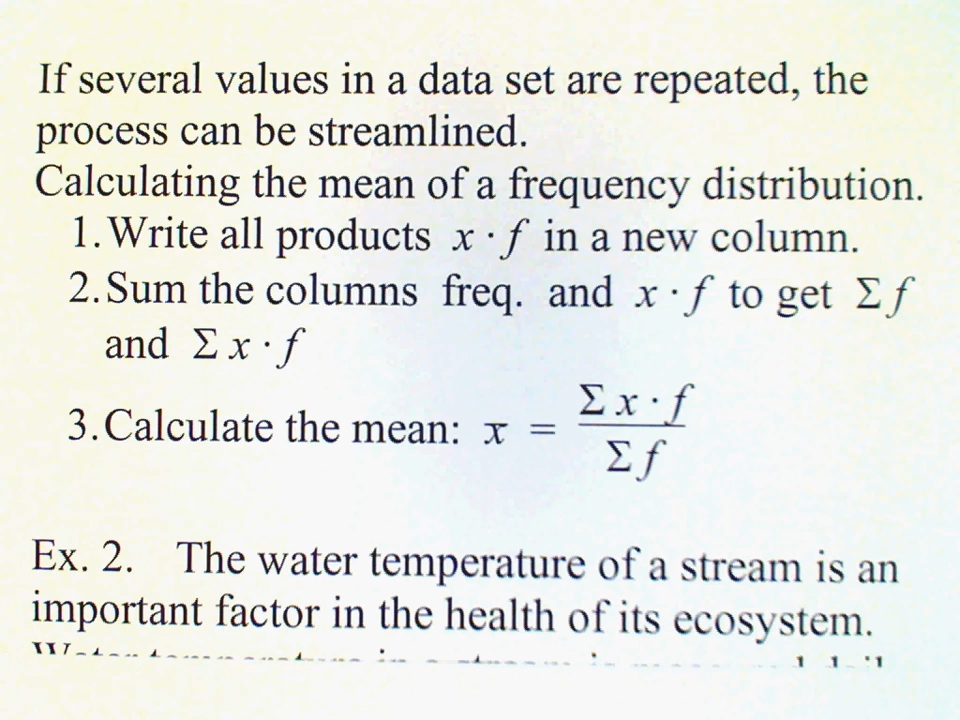 If several values in a data set are repeated, the
process can be streamlined.
Calculating the mean of a frequency distribution.
1. Write all products x · f in a new column.
2. Sum the columns freq. and x · f to get Σ f
and Σ x · f
3. Calculate the mean: x̄ = Σ x · f / Σ f
Ex. 2. The water temperature of a stream is an
important factor in the health of its ecosystem.